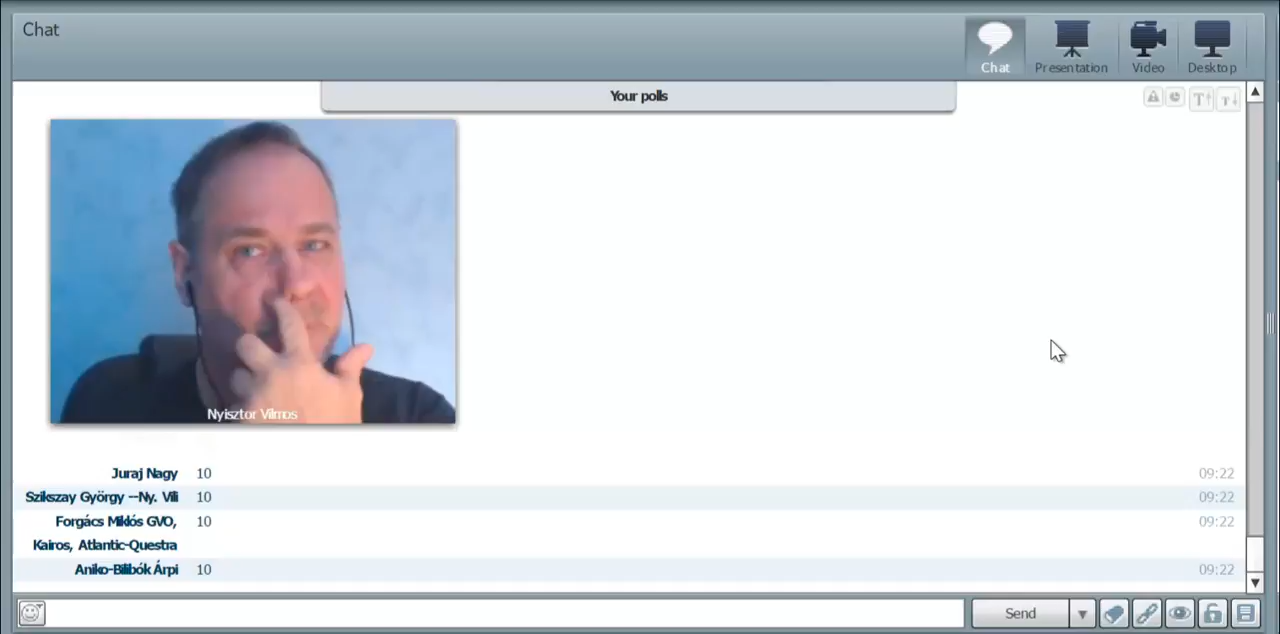 Chat
Chat
Presentation
Video
Desktop
Your polls
T T
Nyisztor Vilmos
Juraj Nagy 10 09:22
Szikszay György --Ny. Vili 10 09:22
Forgács Miklós GVO, 10 09:22
Kairos, Atlantic-Questra
Aniko-Bilibók Árpi 10 09:22
Send